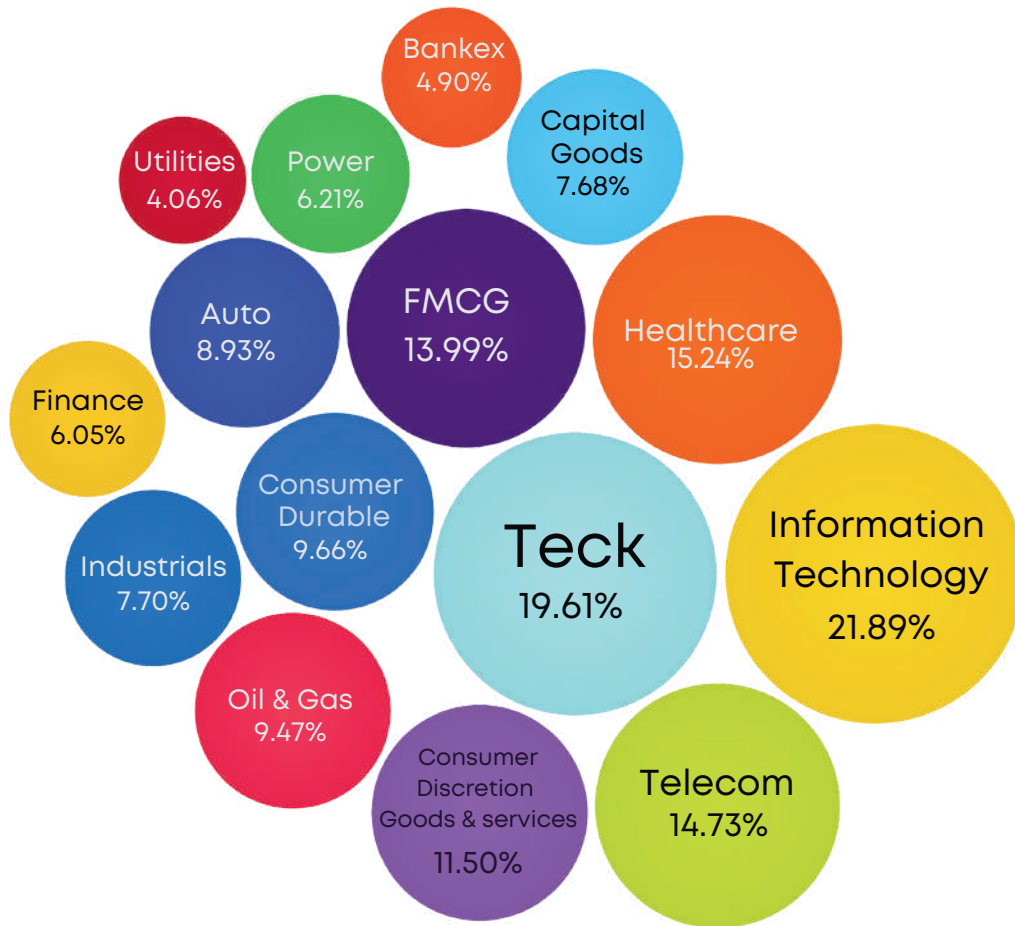 Bankex
4.90%
Capital
Goods
7.68%
Utilities
4.06%
Power
6.21%
FMCG
13.99%
Healthcare
15.24%
Auto
8.93%
Finance
6.05%
Consumer
Durable
9.66%
Teck
19.61%
Information
Technology
21.89%
Industrials
7.70%
Oil & Gas
9.47%
Consumer
Discretion
Goods & services
11.50%
Telecom
14.73%